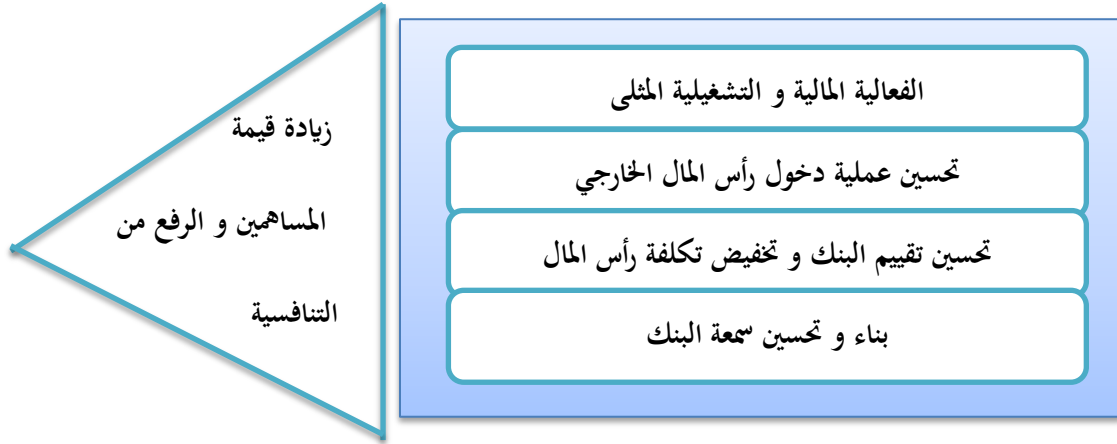 الفعالية المالية و التشغيلية المثلى
تحسين عملية دخول رأس المال الخارجي
تحسين تقييم البنك و تخفيض تكلفة رأس المال
بناء و تحسين سمعة البنك
زيادة قيمة
المساهمين و الرفع من
التنافسية